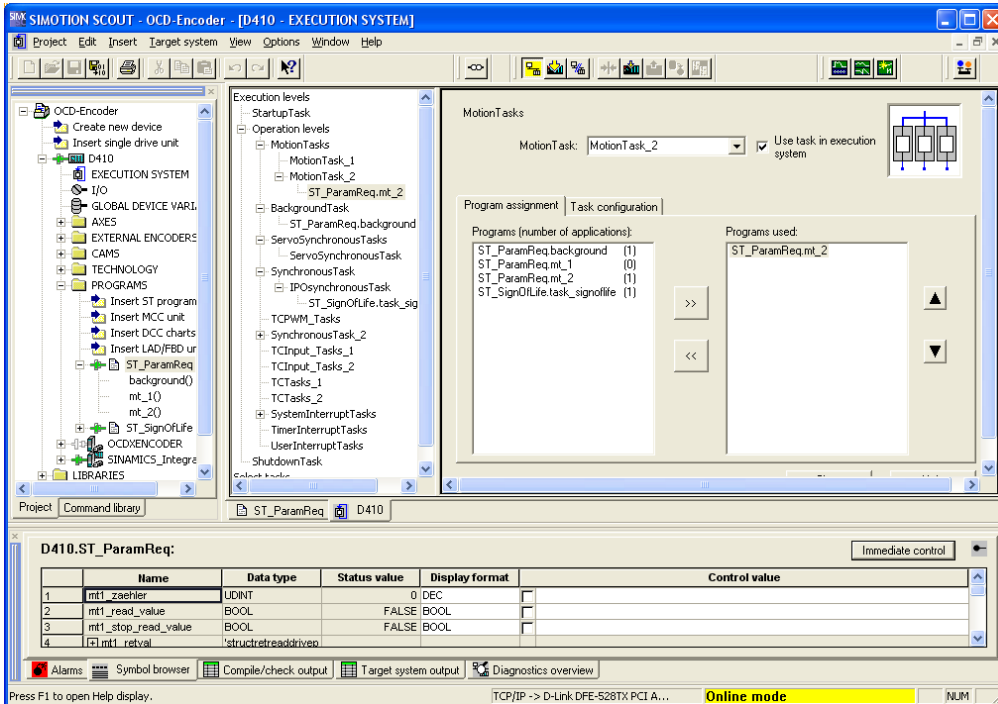 SIMOTION SCOUT - OCD-Encoder - [D410 - EXECUTION SYSTEM]
Project Edit Insert Target system View Options Window Help
OCD-Encoder
Create new device
Insert single drive unit
D410
EXECUTION SYSTEM
I/O
GLOBAL DEVICE VARI
AXES
EXTERNAL ENCODERS
CAMS
TECHNOLOGY
PROGRAMS
Insert ST program
Insert MCC unit
Insert DCC charts
Insert LAD/FBD ur
ST_ParamReq
background()
mt_1()
mt_2()
ST_SignOfLife
OCDXENCODER
SINAMICS_Integra
LIBRARIES
Project Command library
Execution levels
StartupTask
Operation levels
MotionTasks
MotionTask_1
MotionTask_2
ST_ParamReq.mt_2
BackgroundTask
ST_ParamReq.background
ServoSynchronousTasks
ServoSynchronousTask
SynchronousTask
IPOsynchronousTask
ST_SignOfLife.task_sig
TCPWM_Tasks
SynchronousTask_2
TCInput_Tasks_1
TCInput_Tasks_2
TCTasks_1
TCTasks_2
SystemInterruptTasks
TimerInterruptTasks
UserInterruptTasks
ShutdownTask
Select tasks
MotionTasks
MotionTask: MotionTask_2
Use task in execution
system
Program assignment Task configuration
Programs (number of applications):
ST_ParamReq.background (1)
ST_ParamReq.mt_1 (0)
ST_ParamReq.mt_2 (1)
ST_SignOfLife.task_signoflife (1)
>>
<<
Programs used:
ST_ParamReq.mt_2
ST_ParamReq D410
D410.ST_ParamReq:
Immediate control
Name Data type Status value Display format Control value
1 mt1_zaehler UDINT 0 DEC
2 mt1_read_value BOOL FALSE BOOL
3 mt1_stop_read_value BOOL FALSE BOOL
4 mt1_retval 'structretreaddrivep
Alarms Symbol browser Compile/check output Target system output Diagnostics overview
Press F1 to open Help display. TCP/IP -> D-Link DFE-528TX PCI A... Online mode NUM